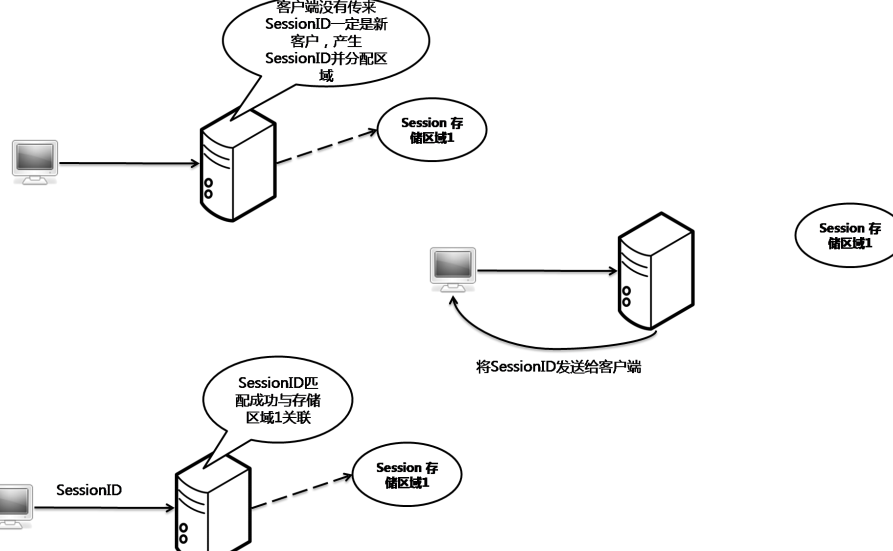 客户端没有传来
SessionID一定是新
客户，产生
SessionID并分配区
域
Session 存
储区域1
Session 存
储区域1
将SessionID发送给客户端
SessionID匹
配成功与存储
区域1关联
Session 存
储区域1
SessionID